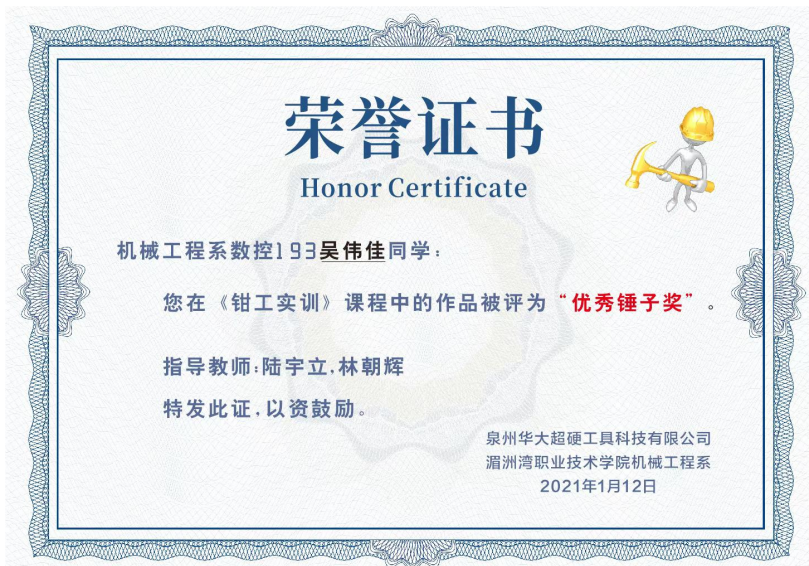 荣誉证书
Honor Certificate
机械工程系数控193吴伟佳同学：
您在《钳工实训》课程中的作品被评为“优秀锤子奖”。
指导教师:陆宇立,林朝辉
特发此证,以资鼓励。
泉州华大超硬工具科技有限公司
湄洲湾职业技术学院机械工程系
2021年1月12日